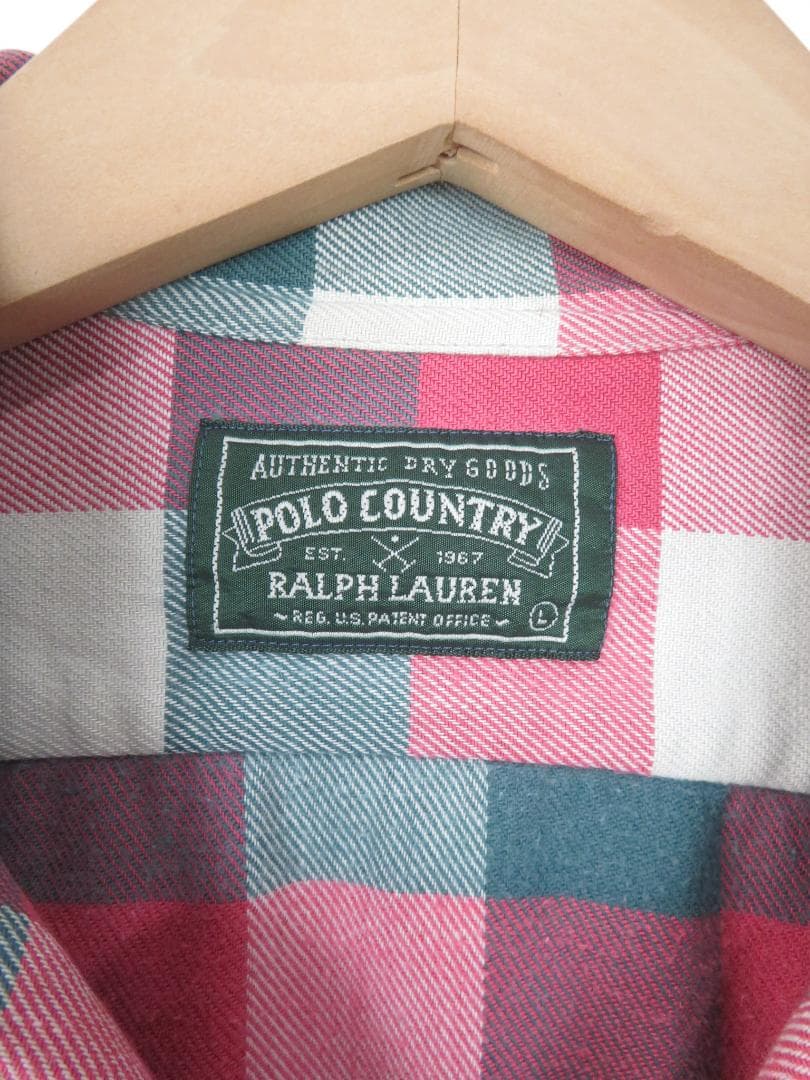 AUTHENTIC DRY GOODS
POLO COUNTRY
EST. 1967
RALPH LAUREN
~REG. U.S. PATENT OFFICE~
L